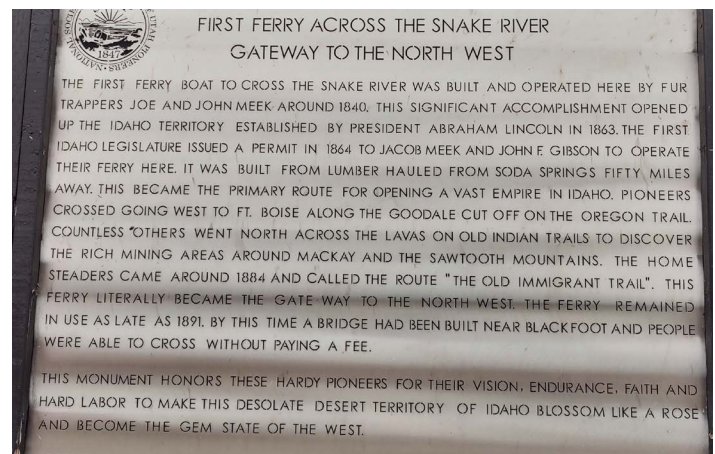 NATIONAL SOC UTAH PIONEERS
1847
FIRST FERRY ACROSS THE SNAKE RIVER
GATEWAY TO THE NORTH WEST
THE FIRST FERRY BOAT TO CROSS THE SNAKE RIVER WAS BUILT AND OPERATED HERE BY FUR
TRAPPERS JOE AND JOHN MEEK AROUND 1840. THIS SIGNIFICANT ACCOMPLISHMENT OPENED
UP THE IDAHO TERRITORY ESTABLISHED BY PRESIDENT ABRAHAM LINCOLN IN 1863. THE FIRST
IDAHO LEGISLATURE ISSUED A PERMIT IN 1864 TO JACOB MEEK AND JOHN F. GIBSON TO OPERATE
THEIR FERRY HERE. IT WAS BUILT FROM LUMBER HAULED FROM SODA SPRINGS FIFTY MILES
AWAY. THIS BECAME THE PRIMARY ROUTE FOR OPENING A VAST EMPIRE IN IDAHO. PIONEERS
CROSSED GOING WEST TO FT. BOISE ALONG THE GOODALE CUT OFF ON THE OREGON TRAIL.
COUNTLESS "OTHERS WENT NORTH ACROSS THE LAVAS ON OLD INDIAN TRAILS TO DISCOVER
THE RICH MINING AREAS AROUND MACKAY AND THE SAWTOOTH MOUNTAINS. THE HOME
STEADERS CAME AROUND 1884 AND CALLED THE ROUTE "THE OLD IMMIGRANT TRAIL". THIS
FERRY LITERALLY BECAME THE GATE WAY TO THE NORTH WEST. THE FERRY REMAINED
IN USE AS LATE AS 1891. BY THIS TIME A BRIDGE HAD BEEN BUILT NEAR BLACKFOOT AND PEOPLE
WERE ABLE TO CROSS WITHOUT PAYING A FEE.
THIS MONUMENT HONORS THESE HARDY PIONEERS FOR THEIR VISION, ENDURANCE, FAITH AND
HARD LABOR TO MAKE THIS DESOLATE DESERT TERRITORY OF IDAHO BLOSSOM LIKE A ROSE
AND BECOME THE GEM STATE OF THE WEST.